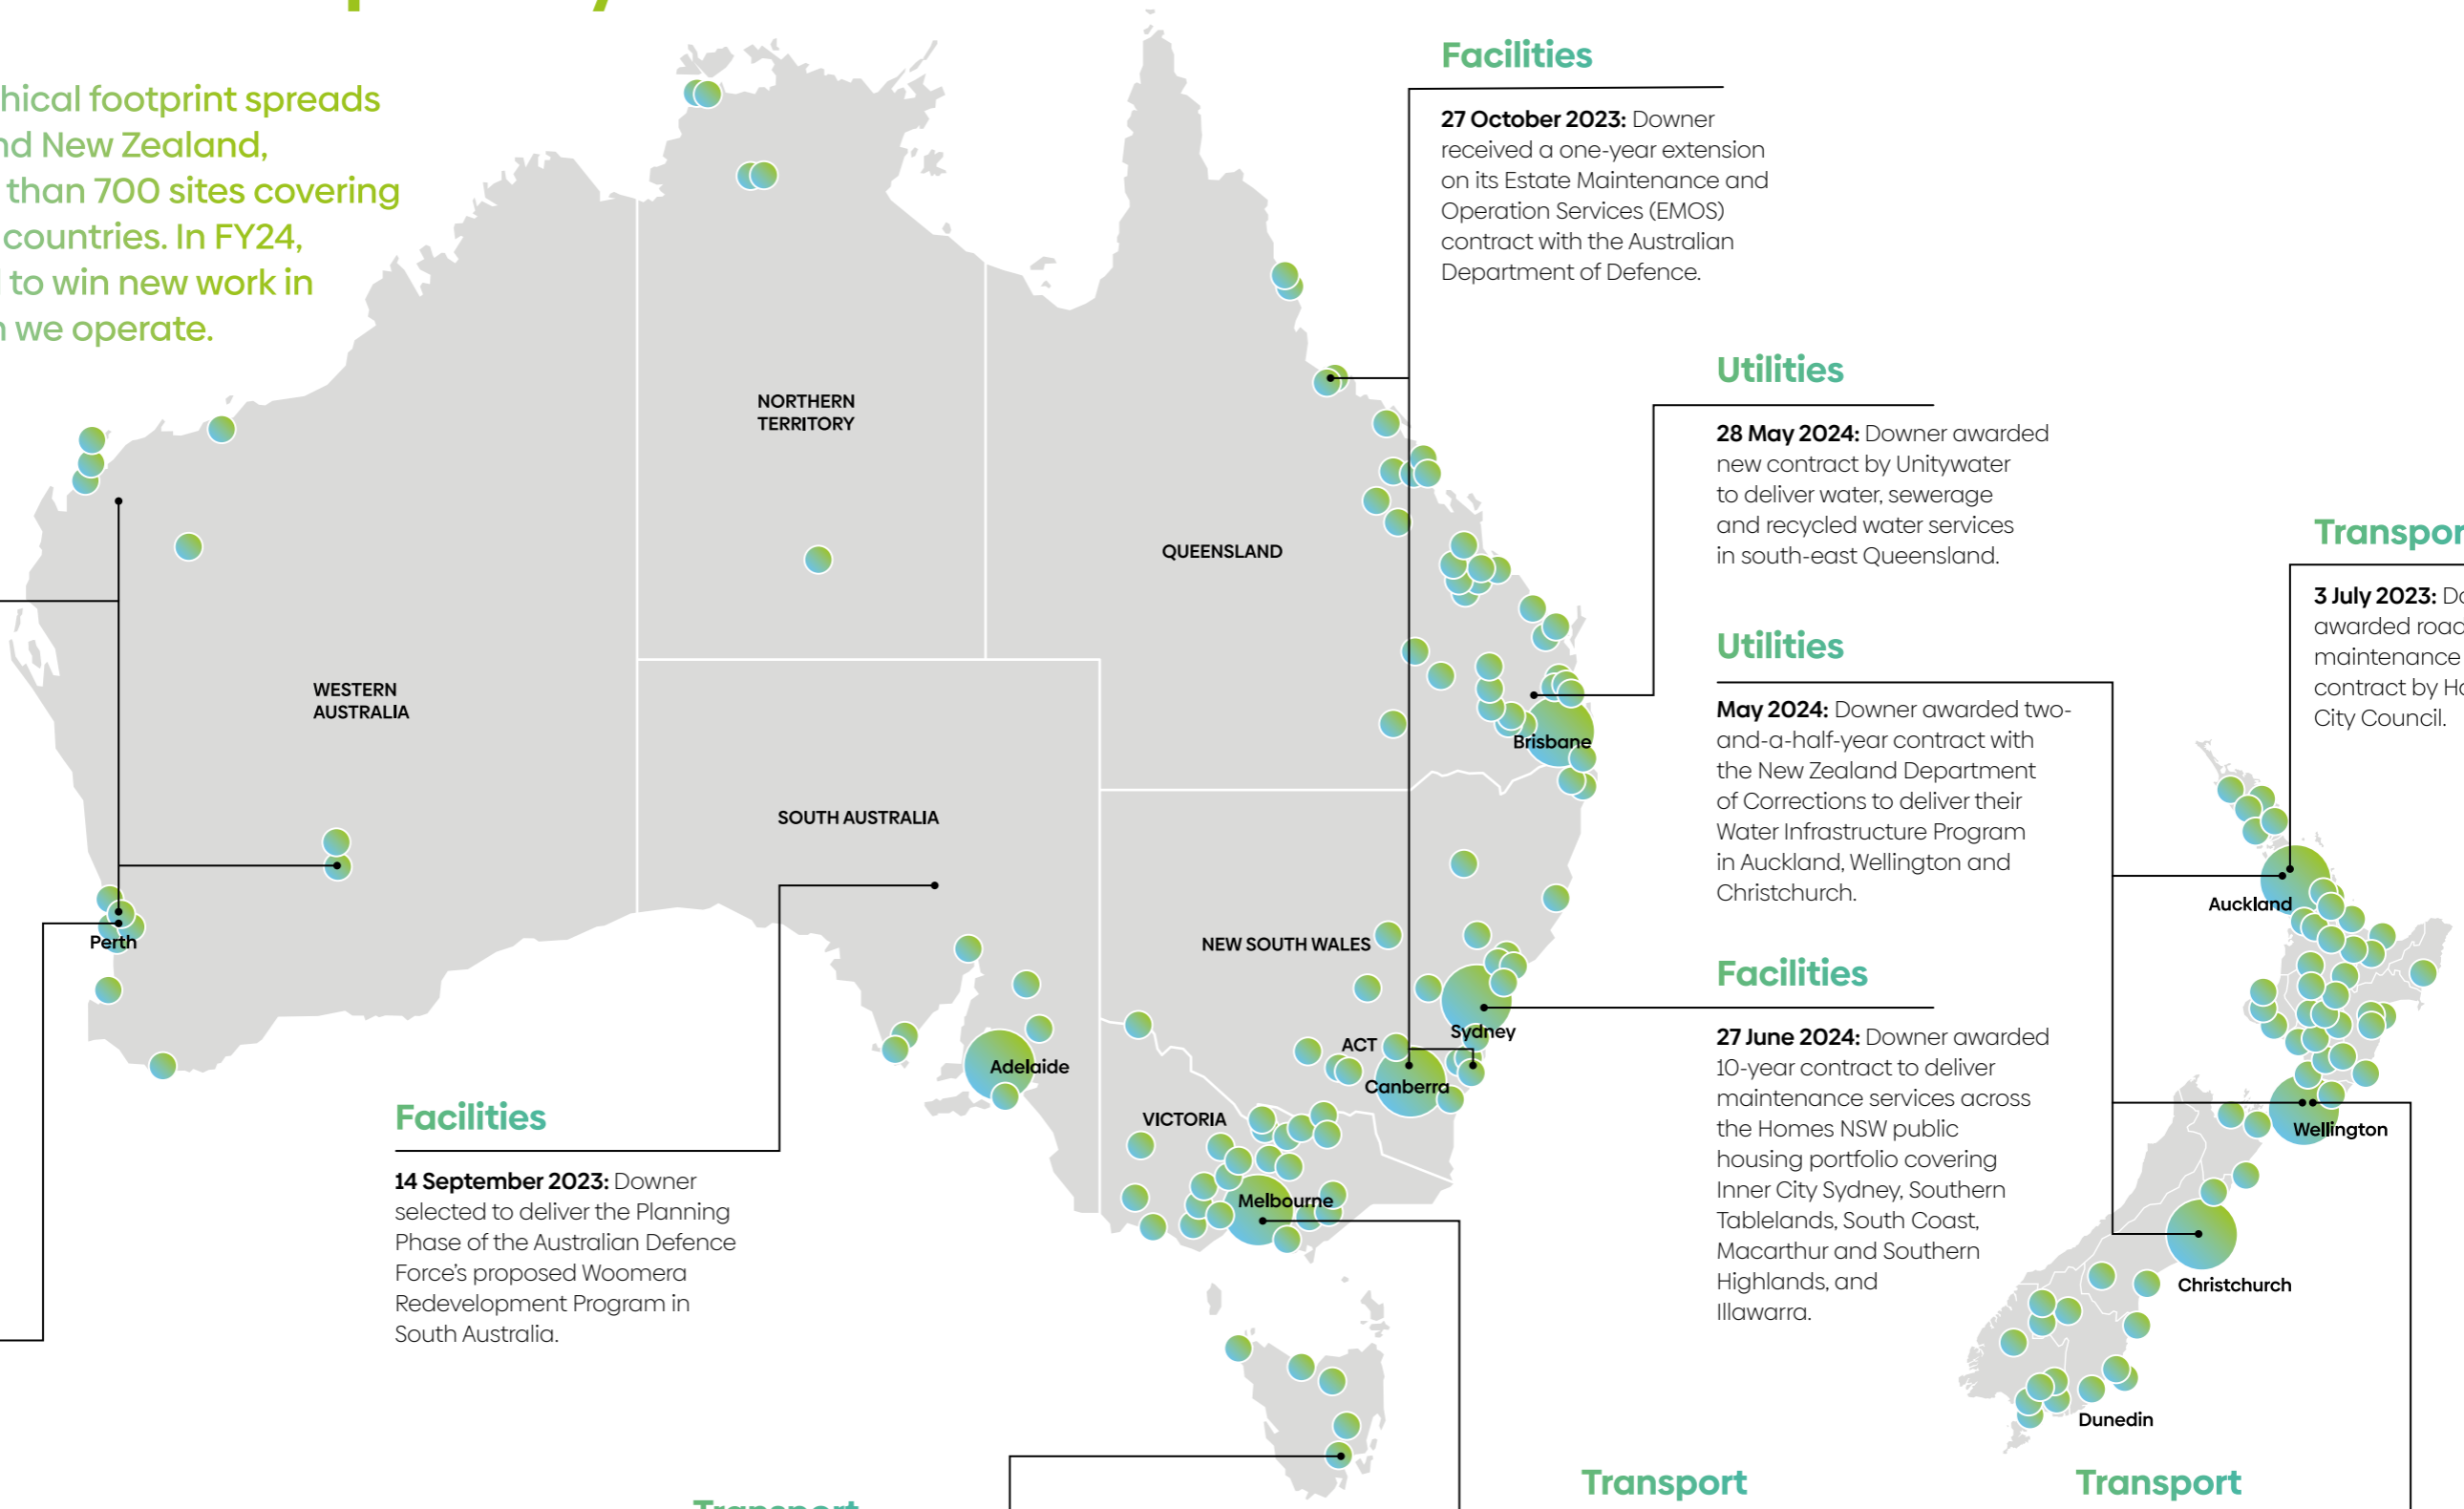 hical footprint spreads
nd New Zealand,
than 700 sites covering
countries. In FY24,
to win new work in
we operate.
Facilities
27 October 2023: Downer
received a one-year extension
on its Estate Maintenance and
Operation Services (EMOS)
contract with the Australian
Department of Defence.
Utilities
28 May 2024: Downer awarded
new contract by Unitywater
to deliver water, sewerage
and recycled water services
in south-east Queensland.
Utilities
May 2024: Downer awarded two-
and-a-half-year contract with
the New Zealand Department
of Corrections to deliver their
Water Infrastructure Program
in Auckland, Wellington and
Christchurch.
Facilities
27 June 2024: Downer awarded
10-year contract to deliver
maintenance services across
the Homes NSW public
housing portfolio covering
Inner City Sydney, Southern
Tablelands, South Coast,
Macarthur and Southern
Highlands, and
Illawarra.
Transpor
3 July 2023: Do
awarded road
maintenance
contract by Ha
City Council.
NORTHERN
TERRITORY
QUEENSLAND
WESTERN
AUSTRALIA
SOUTH AUSTRALIA
NEW SOUTH WALES
ACT
VICTORIA
Brisbane
Perth
Sydney
Canberra
Adelaide
Melbourne
Auckland
Wellington
Christchurch
Dunedin
Facilities
14 September 2023: Downer
selected to deliver the Planning
Phase of the Australian Defence
Force's proposed Woomera
Redevelopment Program in
South Australia.
Transport
Transport
Transport